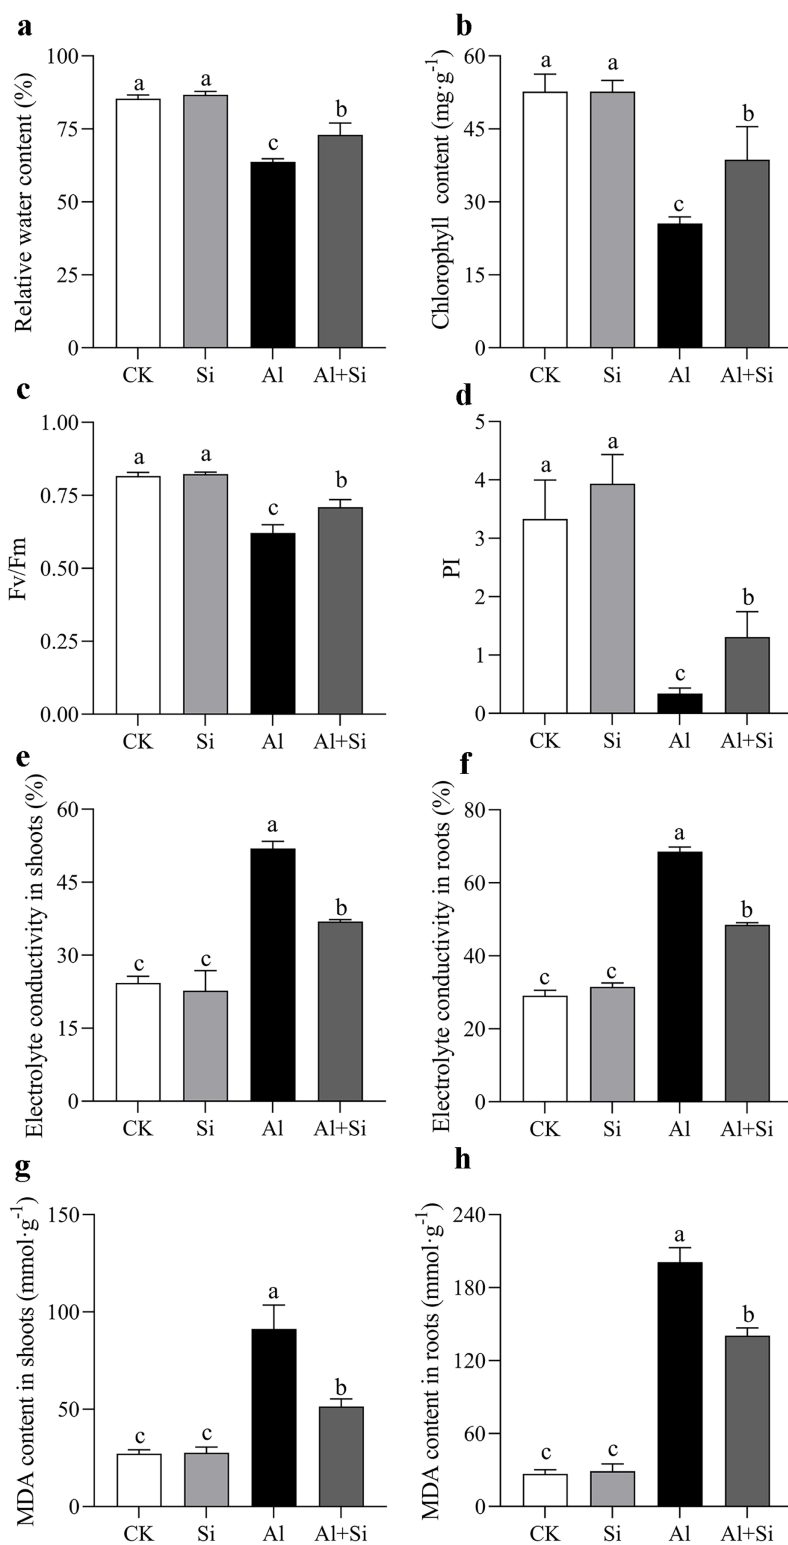 a
Relative water content (%)
100
75
50
25
0
a
a
c
b
CK Si Al Al+Si
b
Chlorophyll content (mg·g⁻¹)
60
45
30
15
0
a
a
c
b
CK Si Al Al+Si
c
Fv/Fm
1.00
0.75
0.50
0.25
0.00
a
a
c
b
CK Si Al Al+Si
d
PI
5
4
3
2
1
0
a
a
c
b
CK Si Al Al+Si
e
Electrolyte conductivity in shoots (%)
60
45
30
15
0
c
c
a
b
CK Si Al Al+Si
f
Electrolyte conductivity in roots (%)
80
60
40
20
0
c
c
a
b
CK Si Al Al+Si
g
MDA content in shoots (mmol·g⁻¹)
150
100
50
0
c
c
a
b
CK Si Al Al+Si
h
MDA content in roots (mmol·g⁻¹)
240
180
120
60
0
c
c
a
b
CK Si Al Al+Si